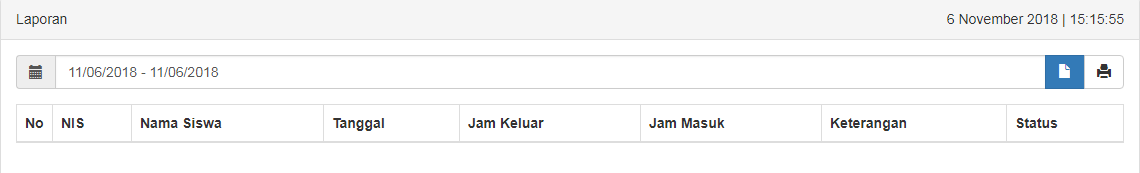 Laporan 6 November 2018 | 15:15:55
11/06/2018 - 11/06/2018
No NIS Nama Siswa Tanggal Jam Keluar Jam Masuk Keterangan Status